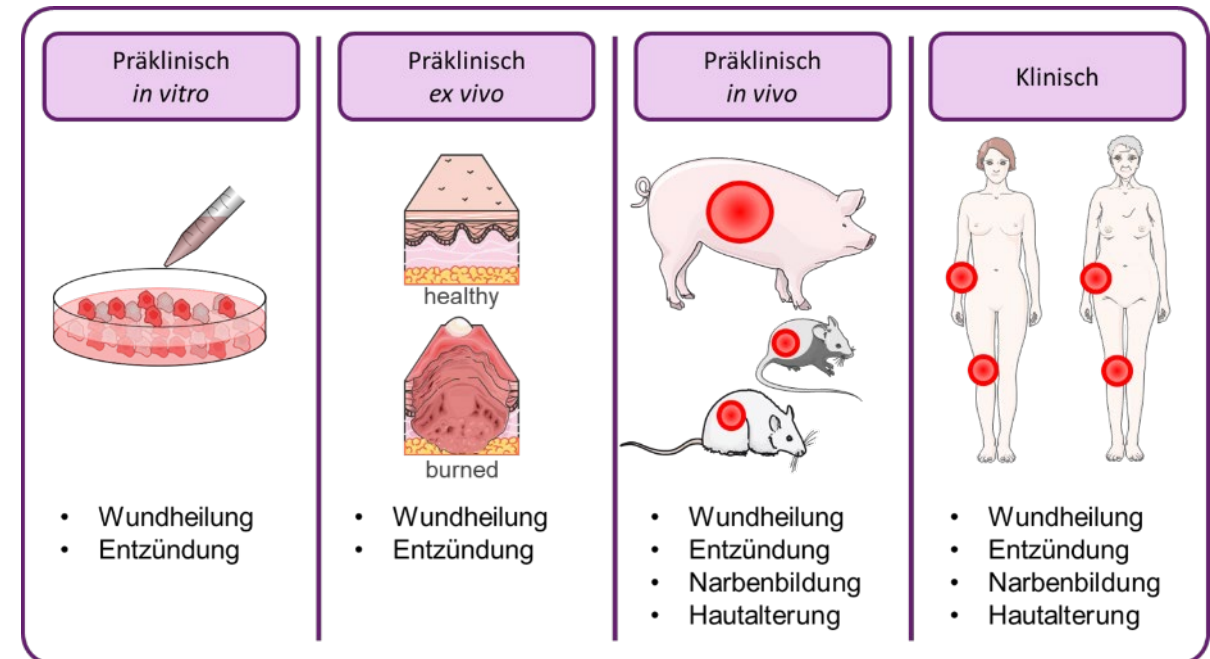 Präklinisch
in vitro
Präklinisch
ex vivo
Präklinisch
in vivo
Klinisch
healthy
burned
• Wundheilung
• Entzündung
• Wundheilung
• Entzündung
• Wundheilung
• Entzündung
• Narbenbildung
• Hautalterung
• Wundheilung
• Entzündung
• Narbenbildung
• Hautalterung